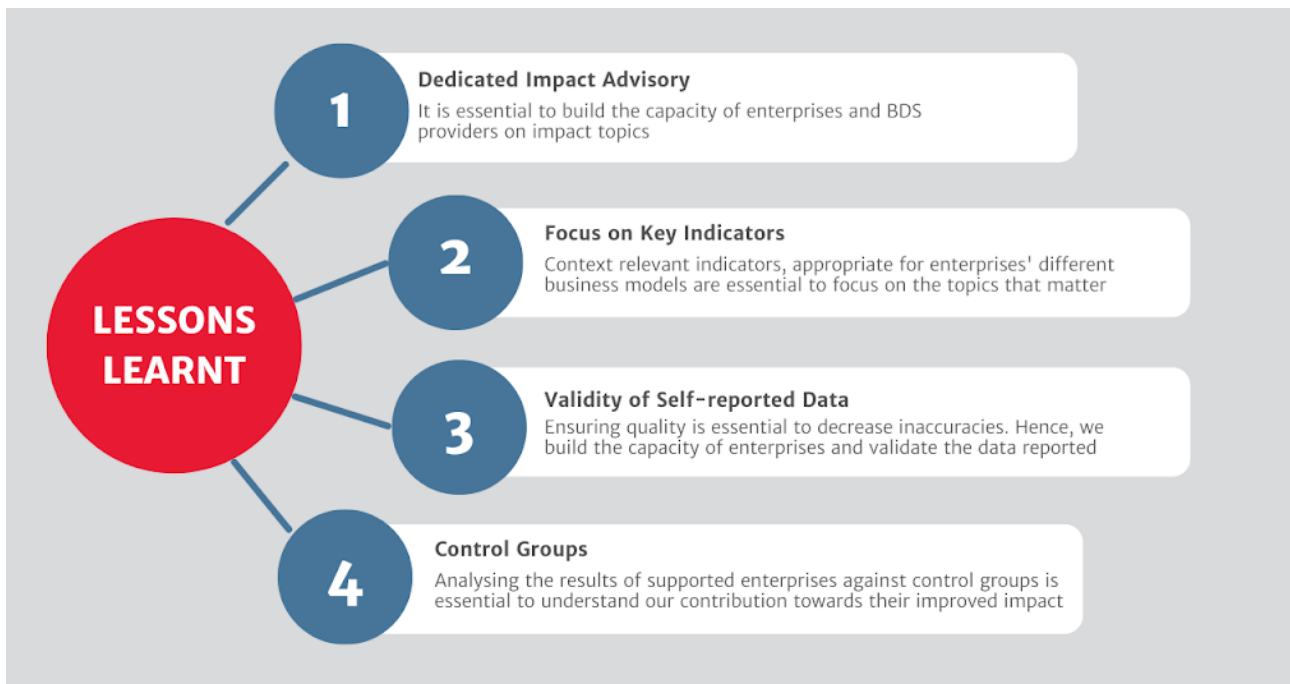 LESSONS
LEARNT
1
Dedicated Impact Advisory
It is essential to build the capacity of enterprises and BDS
providers on impact topics
2
Focus on Key Indicators
Context relevant indicators, appropriate for enterprises' different
business models are essential to focus on the topics that matter
3
Validity of Self-reported Data
Ensuring quality is essential to decrease inaccuracies. Hence, we
build the capacity of enterprises and validate the data reported
4
Control Groups
Analysing the results of supported enterprises against control groups is
essential to understand our contribution towards their improved impact